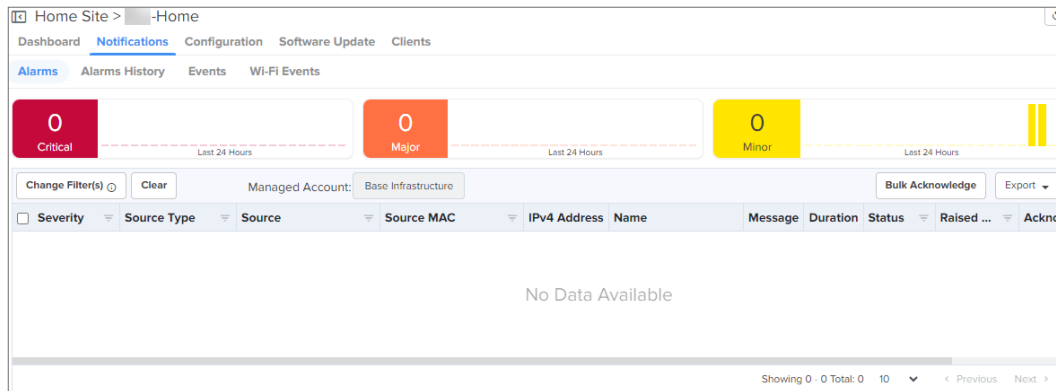 Home Site > -Home
Dashboard Notifications Configuration Software Update Clients
Alarms Alarms History Events Wi-Fi Events
0 Critical Last 24 Hours
0 Major Last 24 Hours
0 Minor Last 24 Hours
Change Filter(s) Clear Managed Account: Base Infrastructure Bulk Acknowledge Export
Severity Source Type Source Source MAC IPv4 Address Name Message Duration Status Raised ... Ackno
No Data Available
Showing 0 - 0 Total: 0 10 < Previous Next >